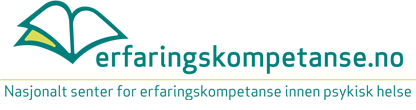 erfaringskompetanse.no
Nasjonalt senter for erfaringskompetanse innen psykisk helse